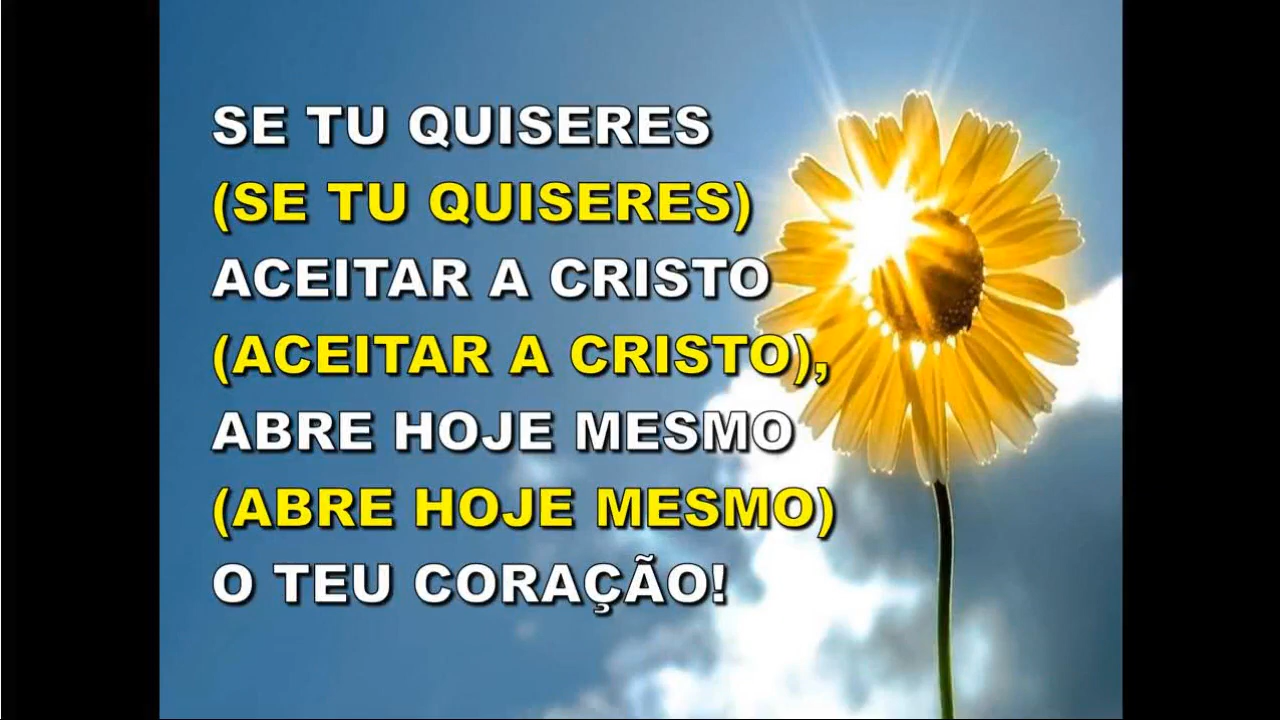 SE TU QUISERES
(SE TU QUISERES)
ACEITAR A CRISTO
(ACEITAR A CRISTO),
ABRE HOJE MESMO
(ABRE HOJE MESMO)
O TEU CORAÇÃO!